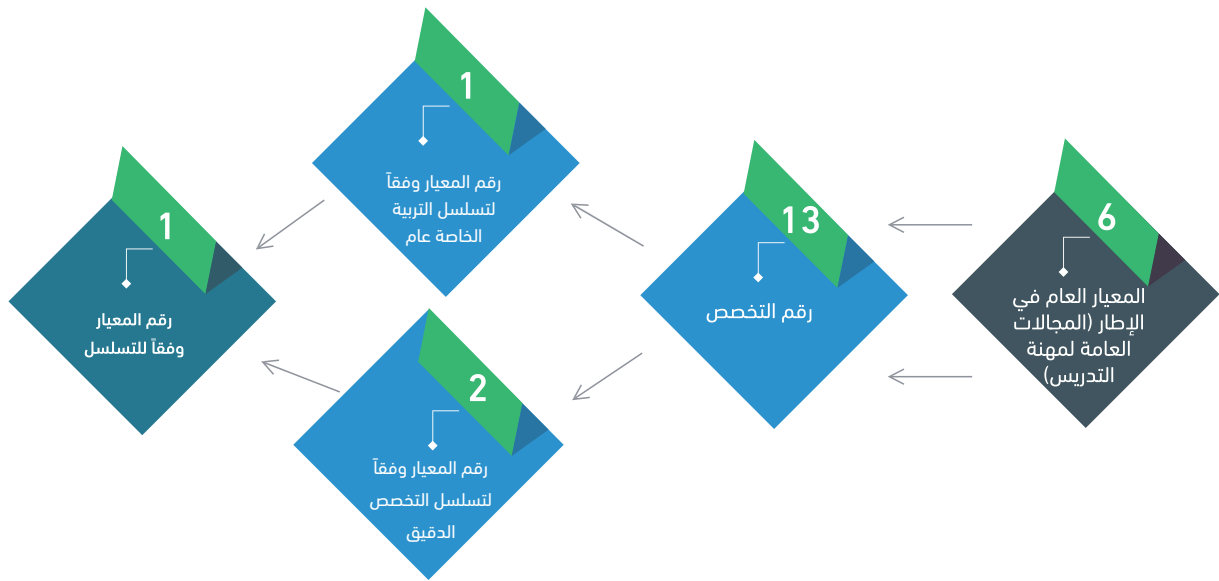 6
المعيار العام في
الإطار (المجالات
العامة لمهنة
التدريس)
13
رقم التخصص
1
رقم المعيار وفقاً
لتسلسل التربية
الخاصة عام
2
رقم المعيار وفقاً
لتسلسل التخصص
الدقيق
1
رقم المعيار
وفقاً للتسلسل